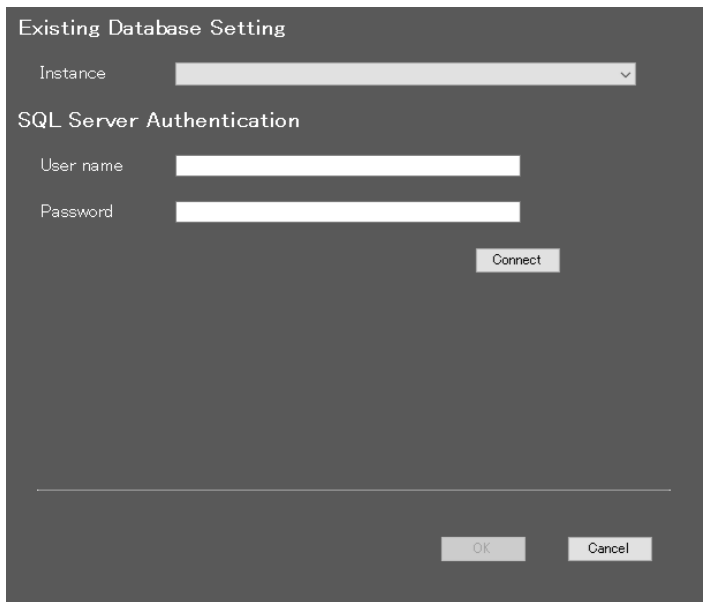 Existing Database Setting
Instance
SQL Server Authentication
User name
Password
Connect
OK
Cancel